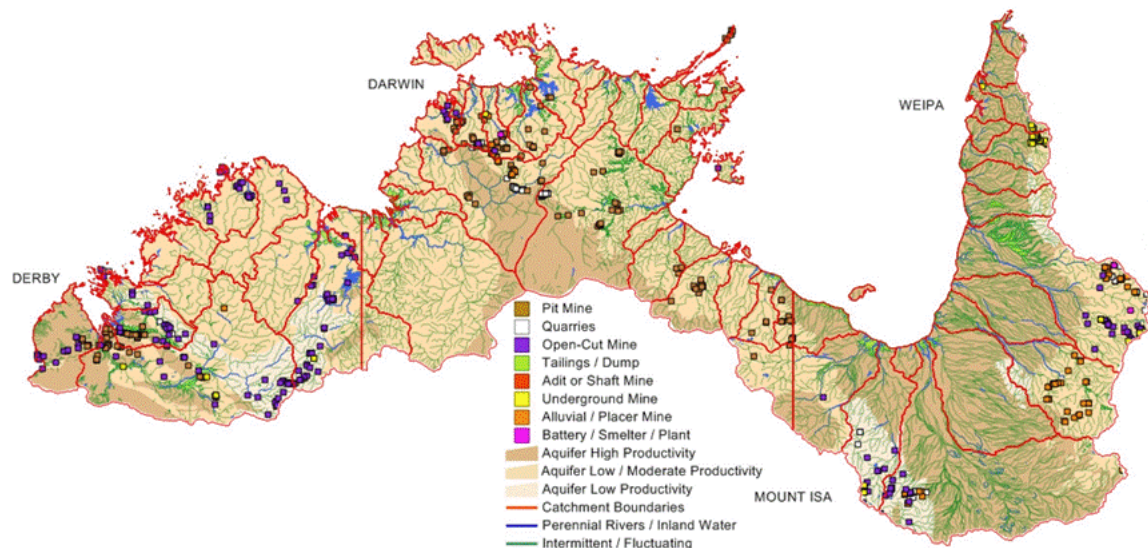 DARWIN
WEIPA
DERBY
Pit Mine
Quarries
Open-Cut Mine
Tailings / Dump
Adit or Shaft Mine
Underground Mine
Alluvial / Placer Mine
Battery / Smelter / Plant
Aquifer High Productivity
Aquifer Low / Moderate Productivity
Aquifer Low Productivity
MOUNT ISA
Catchment Boundaries
Perennial Rivers / Inland Water
Intermittent / Fluctuating